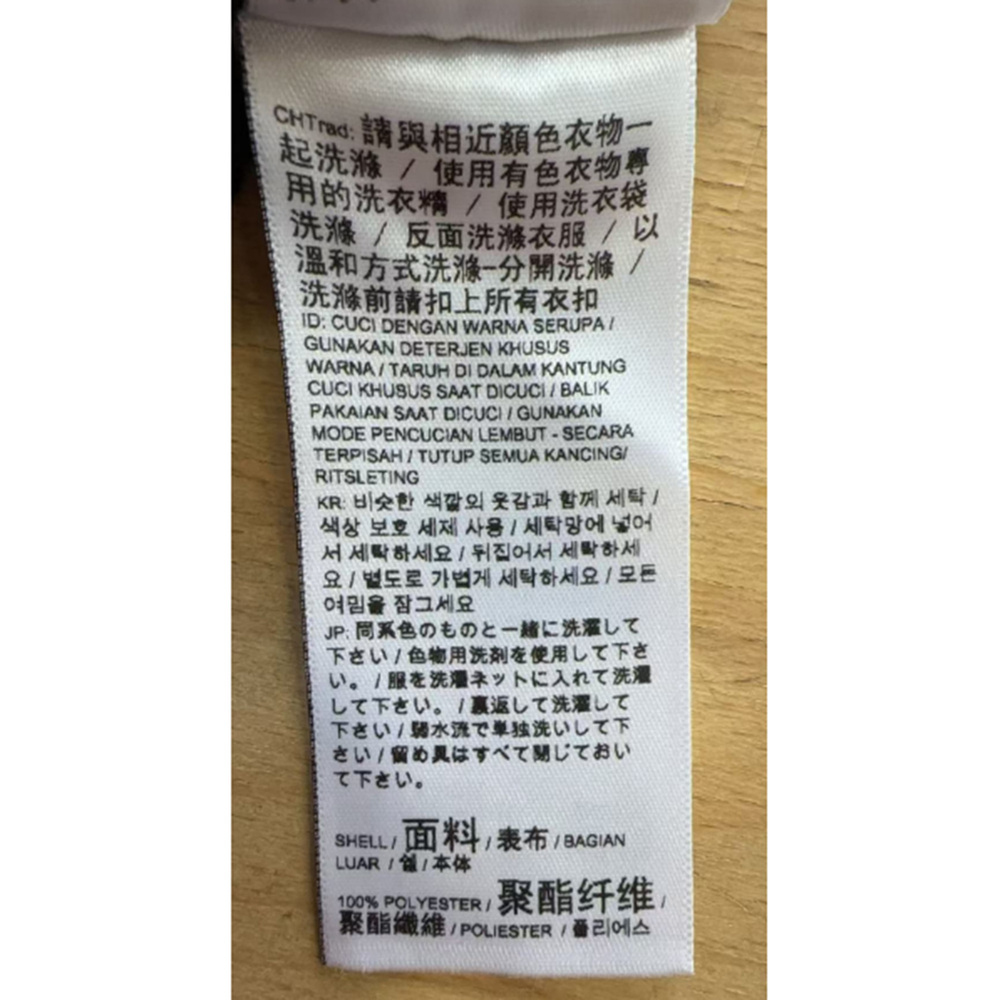 CHTrad: 請與相近顏色衣物一
起洗滌 / 使用有色衣物專
用的洗衣精 / 使用洗衣袋
洗滌 / 反面洗滌衣服 / 以
溫和方式洗滌-分開洗滌 /
洗滌前請扣上所有衣扣
ID: CUCI DENGAN WARNA SERUPA /
GUNAKAN DETERJEN KHUSUS
WARNA / TARUH DI DALAM KANTUNG
CUCI KHUSUS SAAT DICUCI / BALIK
PAKAIAN SAAT DICUCI / GUNAKAN
MODE PENCUCIAN LEMBUT - SECARA
TERPISAH / TUTUP SEMUA KANCING/
RITSLETING
KR: 비슷한 색깔의 옷감과 함께 세탁 /
색상 보호 세제 사용 / 세탁망에 넣어
서 세탁하세요 / 뒤집어서 세탁하세
요 / 별도로 가볍게 세탁하세요 / 모든
여밈을 잠그세요
JP: 同系色のものと一緒に洗濯して
下さい / 色物用洗剤を使用して下さ
い。 / 服を洗濯ネットに入れて洗濯
して下さい。 / 裏返して洗濯して
下さい / 弱水流で単独洗いして下
さい / 留め具はすべて閉じておい
て下さい。
SHELL / 面料 / 表布 / BAGIAN
LUAR / 쉘 / 本体
100% POLYESTER / 聚酯纤维 /
聚酯纖維 / POLIESTER / 폴리에스